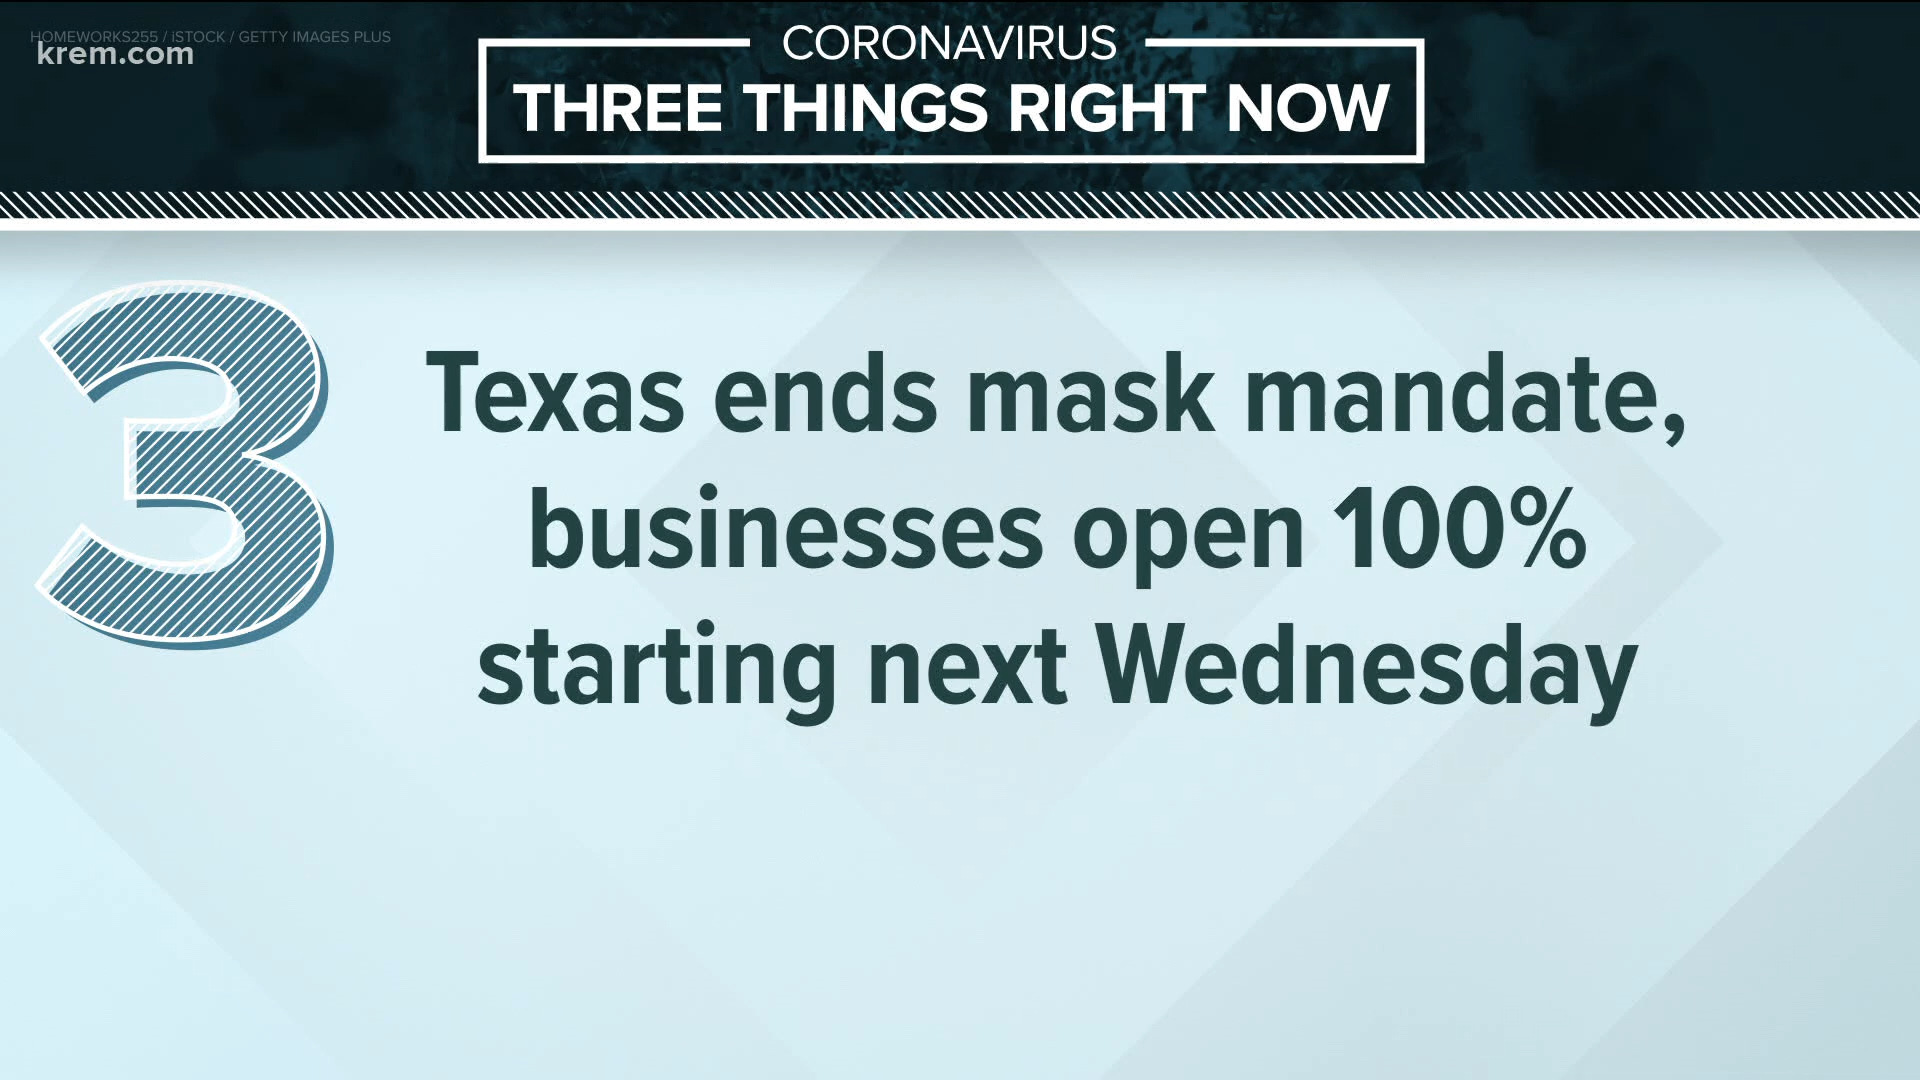 HOMEWORKS255 / iSTOCK / GETTY IMAGES PLUS
krem.com
CORONAVIRUS
THREE THINGS RIGHT NOW
3
Texas ends mask mandate,
businesses open 100%
starting next Wednesday